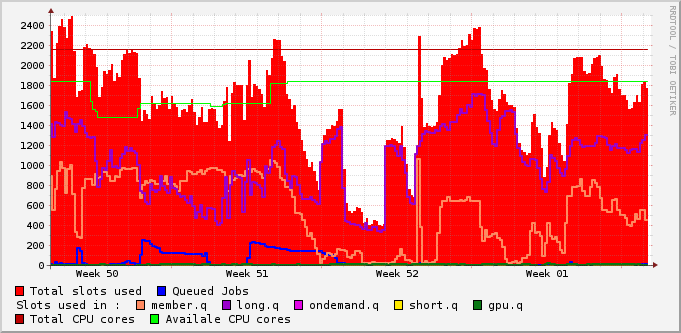 RRDTOOL / TOBI OETIKER
2400
2200
2000
1800
1600
1400
1200
1000
800
600
400
200
0
Week 50 Week 51 Week 52 Week 01
Total slots used Queued Jobs
Slots used in : member.q long.q ondemand.q short.q gpu.q
Total CPU cores Availale CPU cores